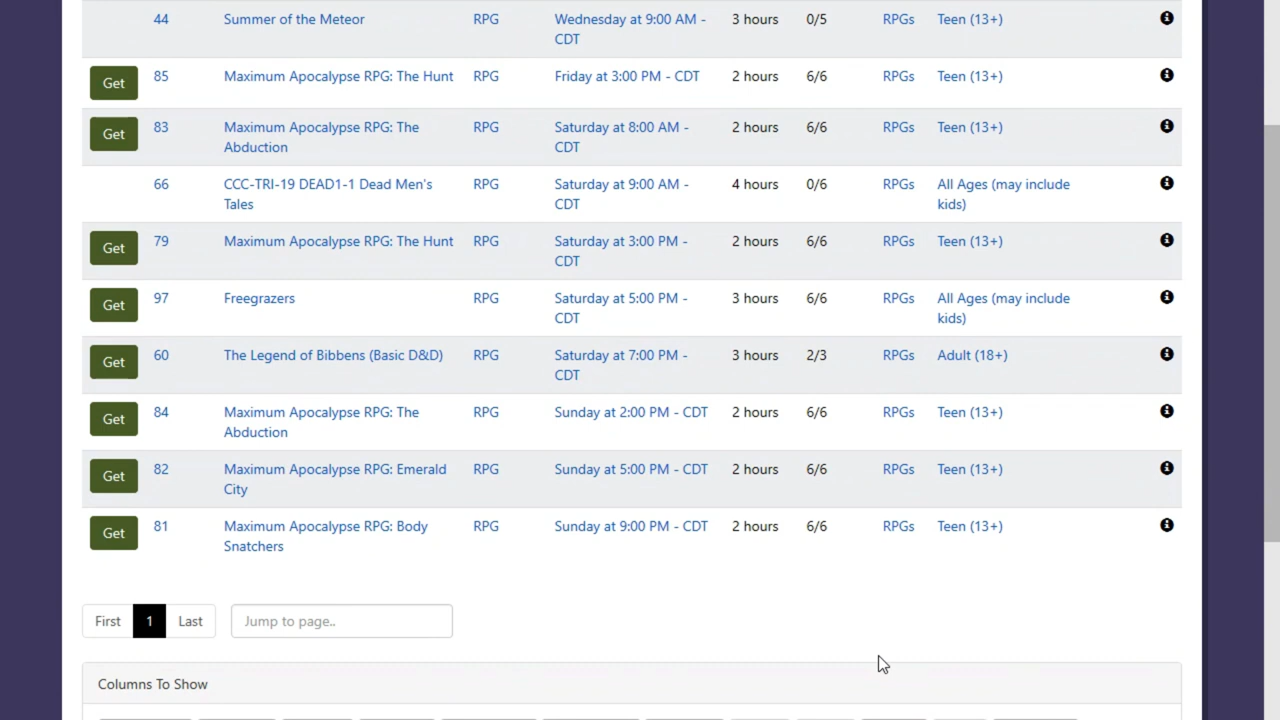 44 Summer of the Meteor RPG Wednesday at 9:00 AM - 3 hours 0/5 RPGs Teen (13+)
CDT
Get 85 Maximum Apocalypse RPG: The Hunt RPG Friday at 3:00 PM - CDT 2 hours 6/6 RPGs Teen (13+)
Get 83 Maximum Apocalypse RPG: The RPG Saturday at 8:00 AM - 2 hours 6/6 RPGs Teen (13+)
Abduction CDT
66 CCC-TRI-19 DEAD1-1 Dead Men's RPG Saturday at 9:00 AM - 4 hours 0/6 RPGs All Ages (may include
Tales CDT kids)
Get 79 Maximum Apocalypse RPG: The Hunt RPG Saturday at 3:00 PM - 2 hours 6/6 RPGs Teen (13+)
CDT
Get 97 Freegrazers RPG Saturday at 5:00 PM - 3 hours 6/6 RPGs All Ages (may include
CDT kids)
Get 60 The Legend of Bibbens (Basic D&D) RPG Saturday at 7:00 PM - 3 hours 2/3 RPGs Adult (18+)
CDT
Get 84 Maximum Apocalypse RPG: The RPG Sunday at 2:00 PM - CDT 2 hours 6/6 RPGs Teen (13+)
Abduction
Get 82 Maximum Apocalypse RPG: Emerald RPG Sunday at 5:00 PM - CDT 2 hours 6/6 RPGs Teen (13+)
City
Get 81 Maximum Apocalypse RPG: Body RPG Sunday at 9:00 PM - CDT 2 hours 6/6 RPGs Teen (13+)
Snatchers
First 1 Last Jump to page..
Columns To Show